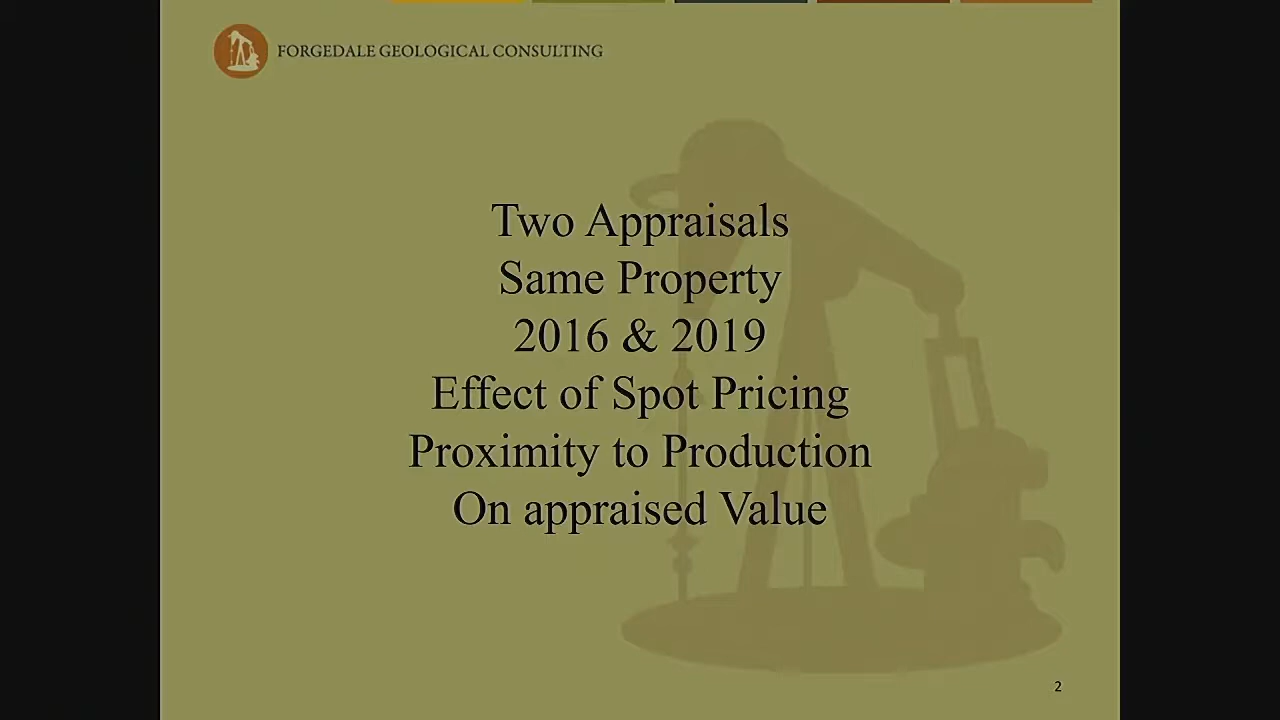 FORGEDALE GEOLOGICAL CONSULTING
Two Appraisals
Same Property
2016 & 2019
Effect of Spot Pricing
Proximity to Production
On appraised Value
2